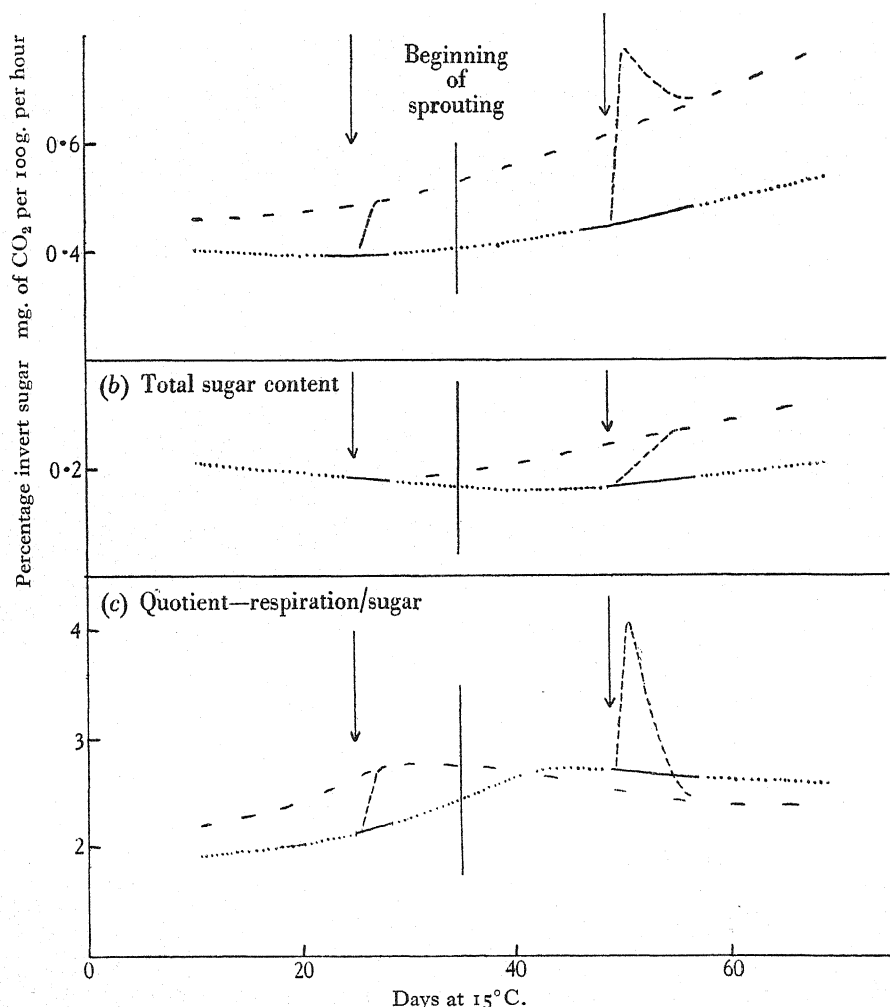 mg. of CO₂ per 100g. per hour
Beginning
of
sprouting
0·6
0·4
Percentage invert sugar
(b) Total sugar content
0·2
(c) Quotient—respiration/sugar
4
3
2
0
20
40
60
Days at 15°C.